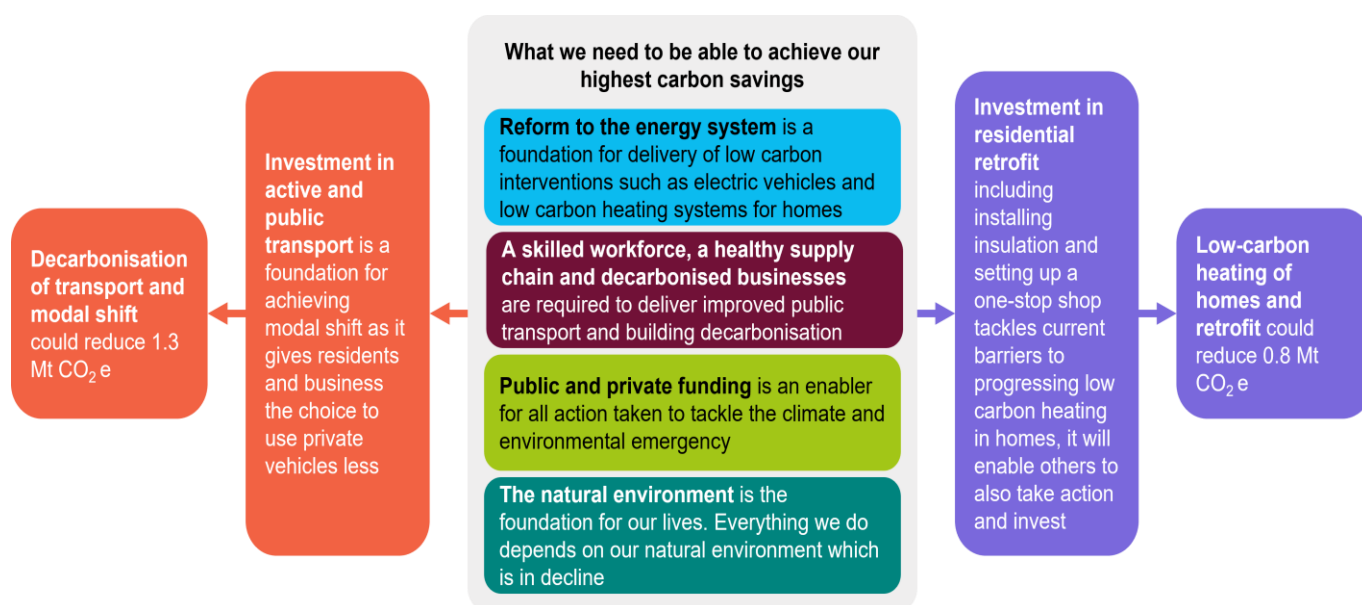 What we need to be able to achieve our
highest carbon savings
Reform to the energy system is a
foundation for delivery of low carbon
interventions such as electric vehicles and
low carbon heating systems for homes
A skilled workforce, a healthy supply
chain and decarbonised businesses
are required to deliver improved public
transport and building decarbonisation
Public and private funding is an enabler
for all action taken to tackle the climate and
environmental emergency
The natural environment is the
foundation for our lives. Everything we do
depends on our natural environment which
is in decline
Investment in
active and
public
transport is a
foundation for
achieving
modal shift as it
gives residents
and business
the choice to
use private
vehicles less
Decarbonisation
of transport and
modal shift
could reduce 1.3
Mt CO₂ e
Investment in
residential
retrofit
including
installing
insulation and
setting up a
one-stop shop
tackles current
barriers to
progressing low
carbon heating
in homes, it will
enable others to
also take action
and invest
Low-carbon
heating of
homes and
retrofit could
reduce 0.8 Mt
CO₂ e